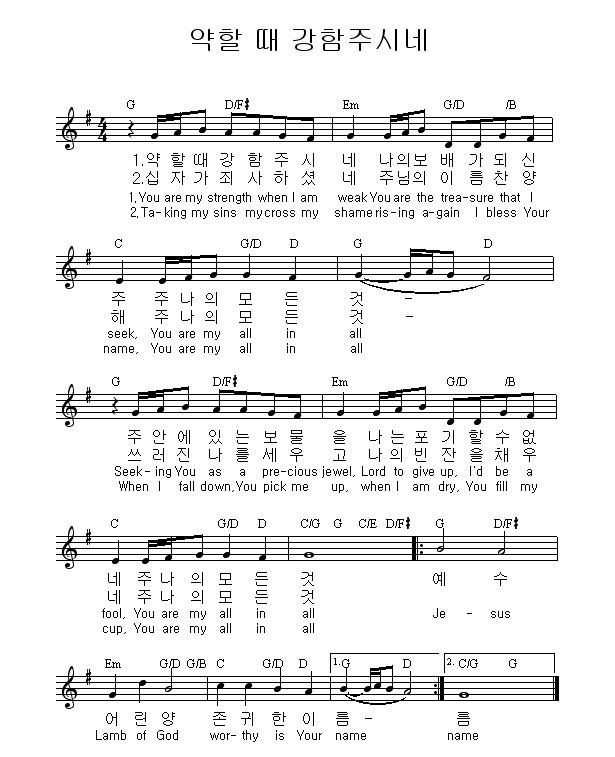 약할 때 강함주시네
G D/F# Em G/D /B
1.약 할때 강 함주 시 네 나의보 배 가되 신
2.십 자가 죄 사하 셨 네 주님의 이 름찬 양
1.You are my strength when I am weak You are the trea-sure that I
2.Ta-king my sins my cross my shame ris-ing a-gain I bless Your
C G/D D G D
주 주 나 의 모 든 것 -
해 주 나 의 모 든 것 -
seek, You are my all in all
name, You are my all in all
G D/F# Em G/D /B
주 안 에 있 는 보 물 을 나 는 포 기 할 수 없
쓰 러 진 나 를 세 우 고 나 의 빈 잔 을 채 우
Seek-ing You as a pre-cious jewel, Lord to give up, I'd be a
When I fall down, You pick me up, when I am dry, You fill my
C G/D D C/G G C/E D/F# G D/F#
네 주 나 의 모 든 것 예 수
네 주 나 의 모 든 것
fool, You are my all in all Je - sus
cup, You are my all in all
Em G/D G/B C G/D D 1. G D 2. C/G G
어 린 양 존 귀 한 이 름 - 름
Lamb of God wor-thy is Your name name